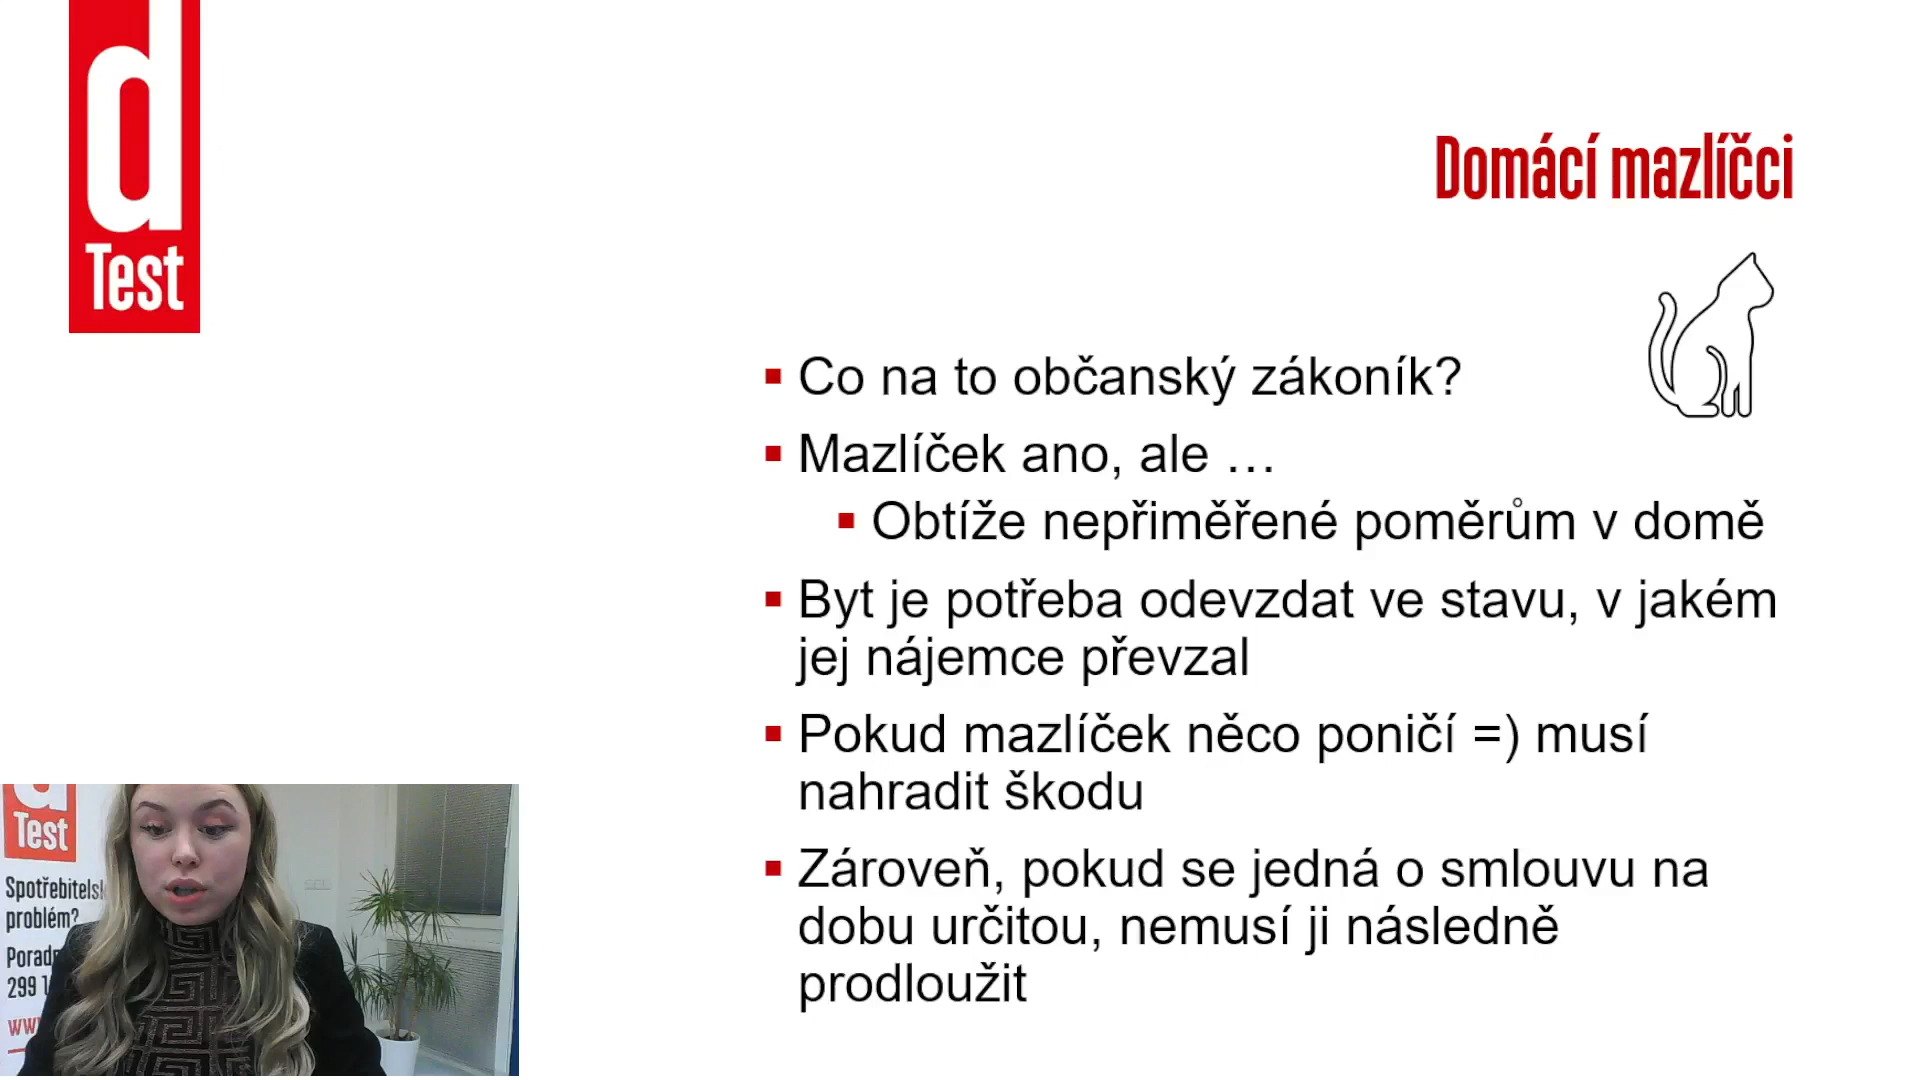 d
Test
Domácí mazlíčci
▪ Co na to občanský zákoník?
▪ Mazlíček ano, ale …
▪ Obtíže nepřiměřené poměrům v domě
▪ Byt je potřeba odevzdat ve stavu, v jakém
jej nájemce převzal
▪ Pokud mazlíček něco poničí =) musí
nahradit škodu
▪ Zároveň, pokud se jedná o smlouvu na
dobu určitou, nemusí ji následně
prodloužit
d
Test
Spotřebitelsk
problém?
Porad
299 1
www